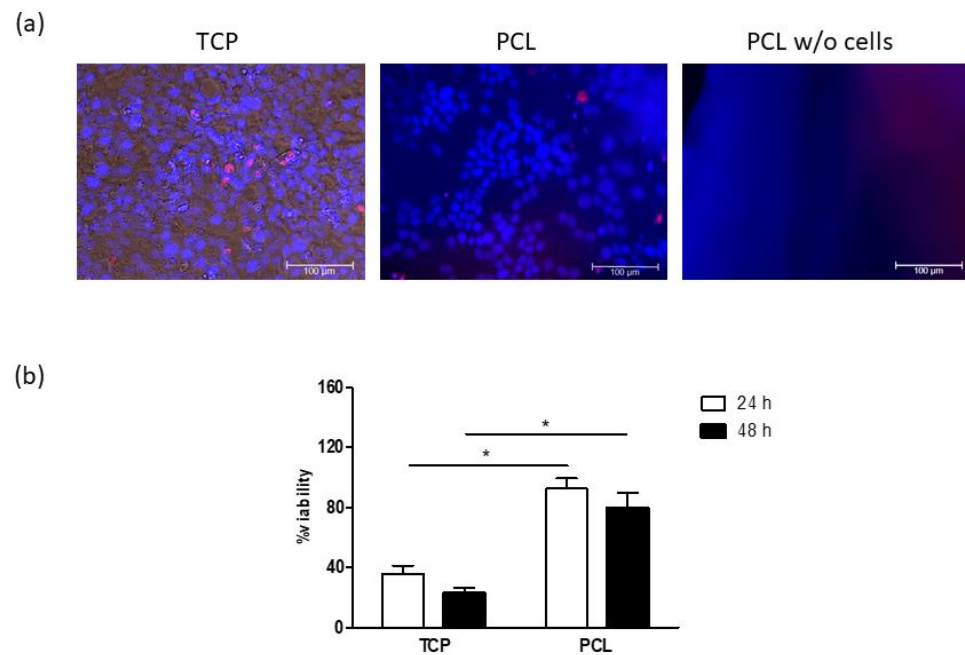 (a)
TCP
PCL
PCL w/o cells
100 µm
100 µm
100 µm
(b)
160
120
80
40
0
%viability
*
*
TCP
PCL
24 h
48 h